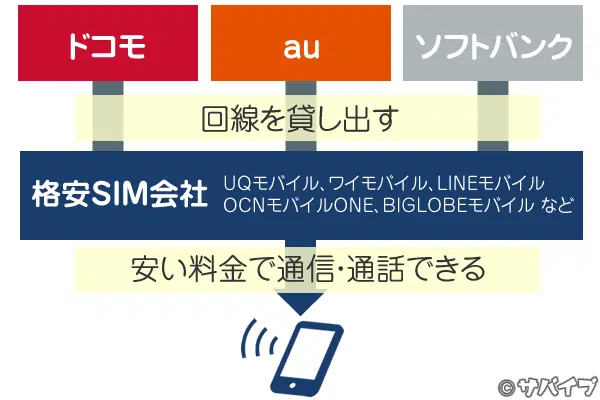 ドコモ
au
ソフトバンク
回線を貸し出す
格安SIM会社
UQモバイル、ワイモバイル、LINEモバイル
OCNモバイルONE、BIGLOBEモバイル など
安い料金で通信・通話できる
©サバイブ